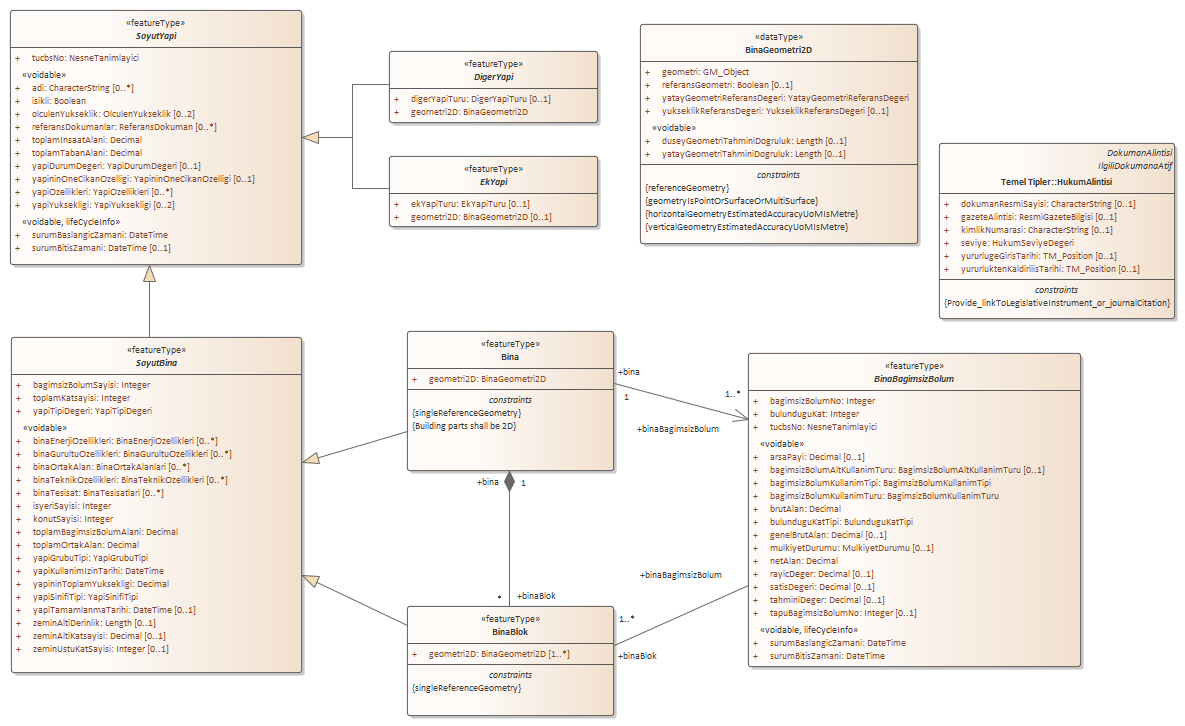 «featureType»
SoyutYapi
+ tucbsNo: NesneTanimlayici
«voidable»
+ adi: CharacterString [0..*]
+ isikli: Boolean
+ olculenYukseklik: OlculenYukseklik [0..2]
+ referansDokumanlar: ReferansDokuman [0..*]
+ toplamInsaatAlani: Decimal
+ toplamTabanAlani: Decimal
+ yapiDurumDegeri: YapiDurumDegeri [0..1]
+ yapininOneCikanOzelligi: YapininOneCikanOzelligi [0..1]
+ yapiOzellikleri: YapiOzellikleri [0..*]
+ yapiYuksekligi: YapiYuksekligi [0..2]
«voidable, lifeCycleInfo»
+ surumBaslangicZamani: DateTime
+ surumBitisZamani: DateTime [0..1]
«featureType»
DigerYapi
+ digerYapiTuru: DigerYapiTuru [0..1]
+ geometri2D: BinaGeometri2D
«featureType»
EkYapi
+ ekYapiTuru: EkYapiTuru [0..1]
+ geometri2D: BinaGeometri2D [0..1]
«dataType»
BinaGeometri2D
+ geometri: GM_Object
+ referansGeometri: Boolean [0..1]
+ yatayGeometriReferansDegeri: YatayGeometriReferansDegeri
+ yukseklikReferansDegeri: YukseklikReferansDegeri [0..1]
«voidable»
+ duseyGeometriTahminiDogruluk: Length [0..1]
+ yatayGeometriTahminiDogruluk: Length [0..1]
constraints
{referenceGeometry}
{geometryIsPointOrSurfaceOrMultiSurface}
{horizontalGeometryEstimatedAccuracyUoMIsMetre}
{verticalGeometryEstimatedAccuracyUoMIsMetre}
DokumanAlintisi
IlgiliDokumanaAtif
Temel Tipler::HukumAlintisi
+ dokumanResmiSayisi: CharacterString [0..1]
+ gazeteAlintisi: ResmiGazeteBilgisi [0..1]
+ kimlikNumarasi: CharacterString [0..1]
+ seviye: HukumSeviyeDegeri
+ yururlugeGirisTarihi: TM_Position [0..1]
+ yururluktenKaldirilisTarihi: TM_Position [0..1]
constraints
{Provide_linkToLegislativeInstrument_or_journalCitation}
«featureType»
SoyutBina
+ bagimsizBolumSayisi: Integer
+ toplamKatsayisi: Integer
+ yapiTipiDegeri: YapiTipiDegeri
«voidable»
+ binaEnerjiOzellikleri: BinaEnerjiOzellikleri [0..*]
+ binaGurultuOzellikleri: BinaGurultuOzellikleri [0..*]
+ binaOrtakAlan: BinaOrtakAlanlari [0..*]
+ binaTeknikOzellikleri: BinaTeknikOzellikleri [0..*]
+ binaTesisat: BinaTesisatlari [0..*]
+ isyeriSayisi: Integer
+ konutSayisi: Integer
+ toplamBagimsizBolumAlani: Decimal
+ toplamOrtakAlan: Decimal
+ yapiGrubuTipi: YapiGrubuTipi
+ yapiKullanimIzinTarihi: DateTime
+ yapininToplamYuksekligi: Decimal
+ yapiSinifiTipi: YapiSinifiTipi
+ yapiTamamlanmaTarihi: DateTime [0..1]
+ zeminAltiDerinlik: Length [0..1]
+ zeminAltiKatsayisi: Decimal [0..1]
+ zeminUstuKatSayisi: Integer [0..1]
«featureType»
Bina
+ geometri2D: BinaGeometri2D
constraints
{singleReferenceGeometry}
{Building parts shall be 2D}
+bina
1
1..*
+binaBagimsizBolum
+bina 1
* +binaBlok
«featureType»
BinaBlok
+ geometri2D: BinaGeometri2D [1..*]
constraints
{singleReferenceGeometry}
+binaBagimsizBolum
1..*
+binaBlok
«featureType»
BinaBagimsizBolum
+ bagimsizBolumNo: Integer
+ bulunduguKat: Integer
+ tucbsNo: NesneTanimlayici
«voidable»
+ arsaPayi: Decimal [0..1]
+ bagimsizBolumAltKullanimTuru: BagimsizBolumAltKullanimTuru [0..1]
+ bagimsizBolumKullanimTipi: BagimsizBolumKullanimTipi
+ bagimsizBolumKullanimTuru: BagimsizBolumKullanimTuru
+ brutAlan: Decimal
+ bulunduguKatTipi: BulunduguKatTipi
+ genelBrutAlan: Decimal [0..1]
+ mulkiyetDurumu: MulkiyetDurumu [0..1]
+ netAlan: Decimal
+ rayicDeger: Decimal [0..1]
+ satisDegeri: Decimal [0..1]
+ tahminiDeger: Decimal [0..1]
+ tapuBagimsizBolumNo: Integer [0..1]
«voidable, lifeCycleInfo»
+ surumBaslangicZamani: DateTime
+ surumBitisZamani: DateTime